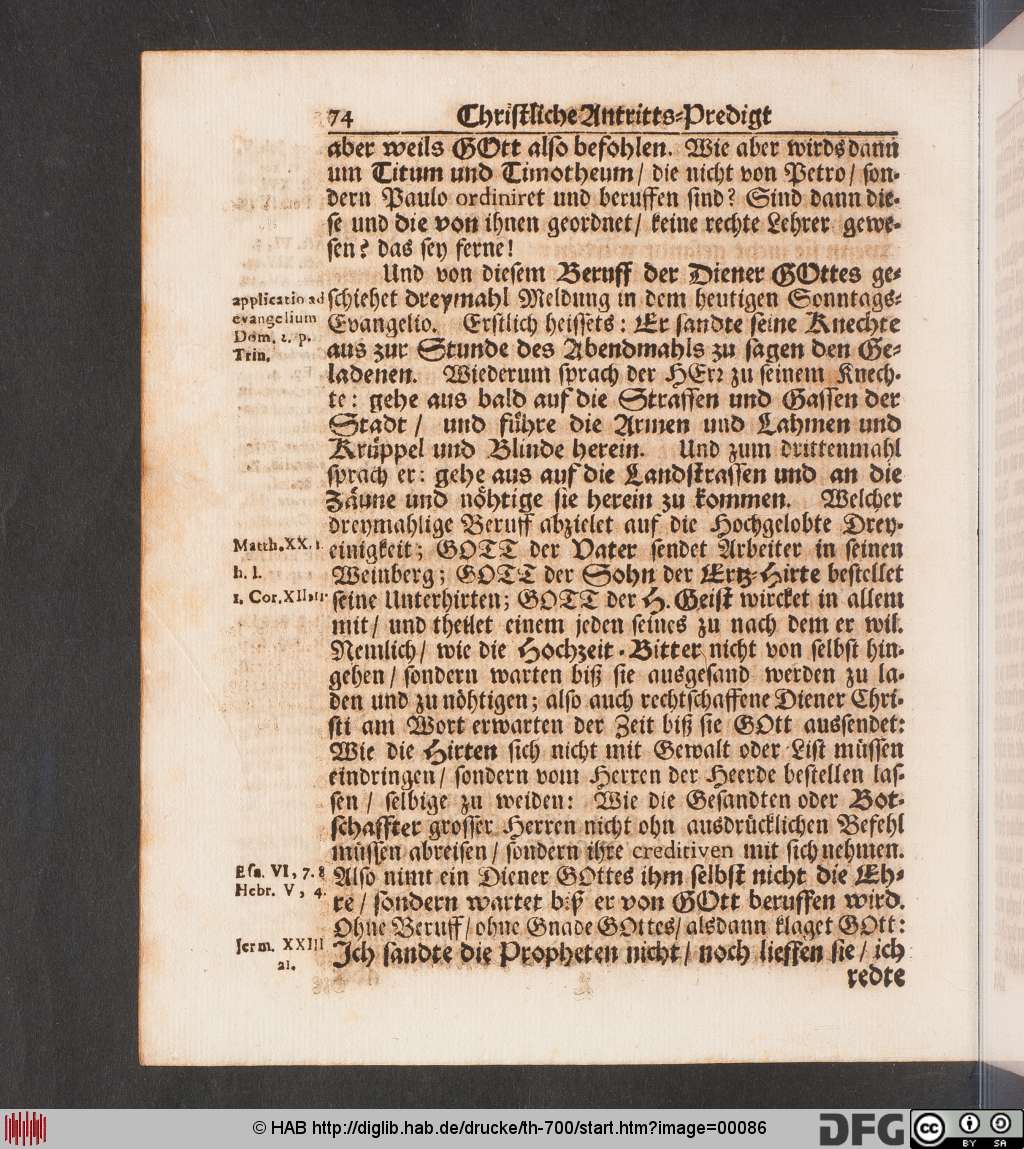 74 Christliche Antritts-Predigt
aber weils GOtt also befohlen. Wie aber wirds dann
um Titum und Timotheum/ die nicht von Petro/ son-
dern Paulo ordiniret und beruffen sind? Sind dann die-
se und die von ihnen geordnet/ keine rechte Lehrer gewe-
sen? das sey ferne!
Und von diesem Beruff der Diener GOttes ge-
applicatio ad schiehet dreymahl Meldung in dem heutigen Sonntags-
evangelium Evangelio. Erstlich heissets: Er sandte seine Knechte
Dom. 2. p.
Trin. aus zur Stunde des Abendmahls zu sagen den Ge-
ladenen. Wiederum sprach der HErr zu seinem Knech-
te: gehe aus bald auf die Strassen und Gassen der
Stadt/ und führe die Armen und Lahmen und
Krüppel und Blinde herein. Und zum drittenmahl
sprach er: gehe aus auf die Landstrassen und an die
Zäune und nöhtige sie herein zu kommen. Welcher
dreymahlige Beruff abzielet auf die Hochgelobte Drey-
Matth. XX. 1 einigkeit; GOTT der Vater sendet Arbeiter in seinen
h. l. Weinberg; GOTT der Sohn der Ertz-Hirte bestellet
1. Cor. XII. 11. seine Unterhirten; GOTT der H. Geist wircket in allem
mit/ und theilet einem jeden seines zu nach dem er wil.
Nemlich/ wie die Hochzeit-Bitter nicht von selbst hin-
gehen/ sondern warten biß sie ausgesand werden zu la-
den und zu nöhtigen; also auch rechtschaffene Diener Chri-
sti am Wort erwarten der Zeit biß sie GOtt aussendet:
Wie die Hirten sich nicht mit Gewalt oder List müssen
eindringen/ sondern vom Herren der Heerde bestellen las-
sen/ selbige zu weiden: Wie die Gesandten oder Bot-
schaffter grosser Herren nicht ohn ausdrücklichen Befehl
müssen abreisen/ sondern ihre creditiven mit sich nehmen.
Esa. VI, 7. 8 Also nimt ein Diener GOttes ihm selbst nicht die Eh-
Hebr. V, 4. re/ sondern wartet biß er von GOtt beruffen wird.
Ohne Beruff/ ohne Gnade GOttes/ alsdann klaget GOtt:
Jerm. XXIII Ich sandte die Propheten nicht/ noch lieffen sie/ ich
21.
redte
© HAB http://diglib.hab.de/drucke/th-700/start.htm?image=00086
DFG
cc BY SA